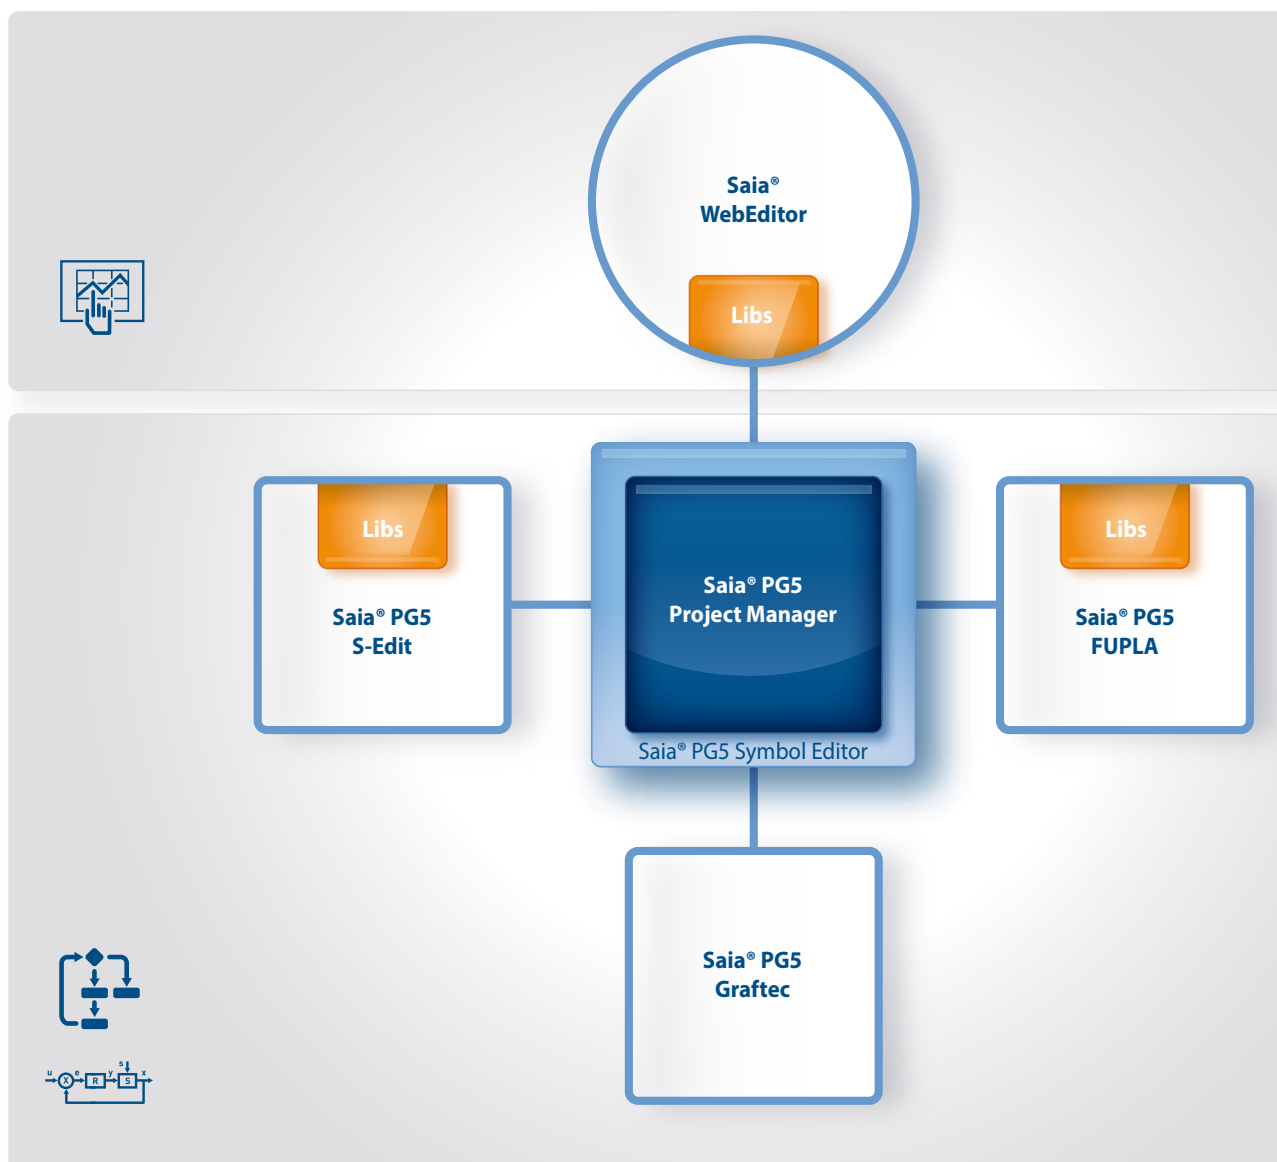 Saia®
WebEditor
Libs
Libs
Saia® PG5
S-Edit
Saia® PG5
Project Manager
Saia® PG5 Symbol Editor
Libs
Saia® PG5
FUPLA
Saia® PG5
Graftec
u
X
e
R
y
s
S
x